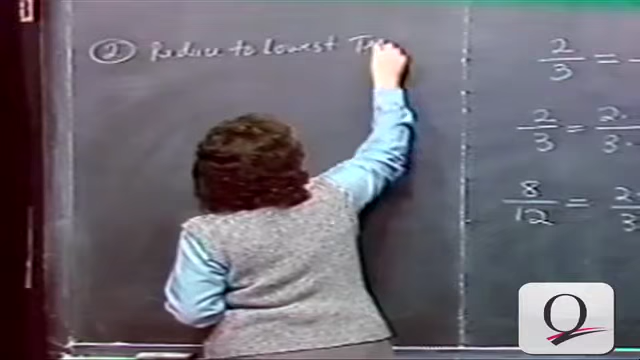 ② Reduce to Lowest
2/3 =
2/3 = 2·/3·
8/12 = 2/3
Q